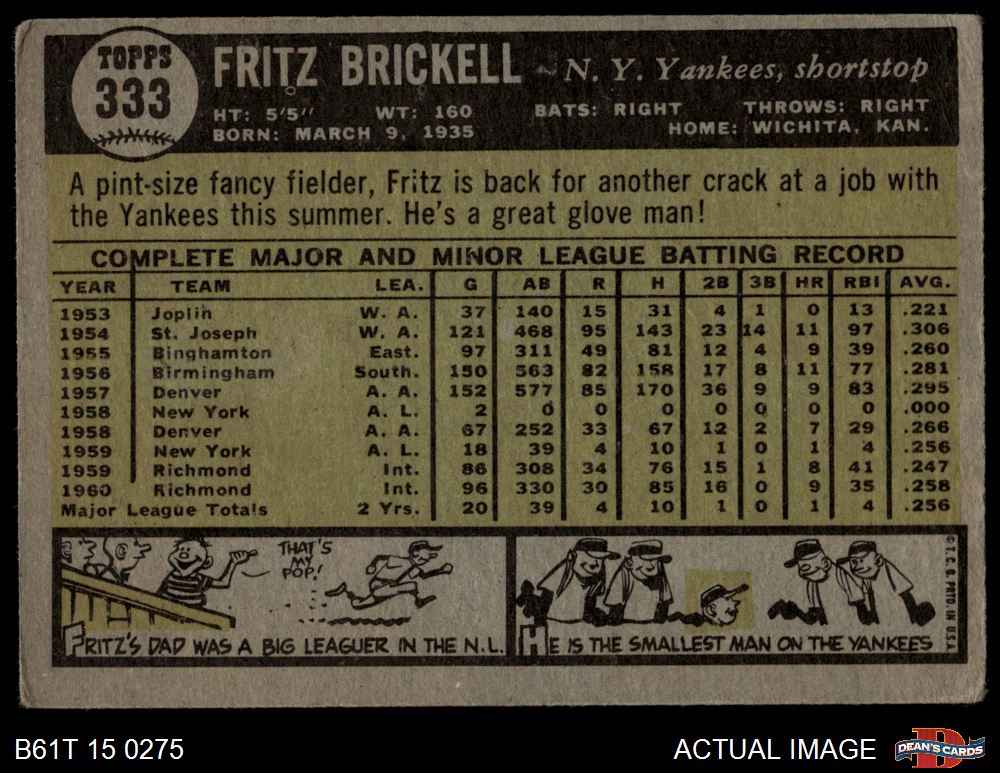 TOPPS
333
FRITZ BRICKELL ~ N. Y. Yankees, shortstop
HT: 5'5" WT: 160 BATS: RIGHT THROWS: RIGHT
BORN: MARCH 9, 1935 HOME: WICHITA, KAN.
A pint-size fancy fielder, Fritz is back for another crack at a job with
the Yankees this summer. He's a great glove man!
COMPLETE MAJOR AND MINOR LEAGUE BATTING RECORD
YEAR TEAM LEA. G AB R H 2B 3B HR RBI AVG.
1953 Joplin W. A. 37 140 15 31 4 1 0 13 .221
1954 St. Joseph W. A. 121 468 95 143 23 14 11 97 .306
1955 Binghamton East. 97 311 49 81 12 4 9 39 .260
1956 Birmingham South. 150 563 82 158 17 8 11 77 .281
1957 Denver A. A. 152 577 85 170 36 9 9 83 .295
1958 New York A. L. 2 0 0 0 0 0 0 0 .000
1958 Denver A. A. 67 252 33 67 12 2 7 29 .266
1959 New York A. L. 18 39 4 10 1 0 1 4 .256
1959 Richmond Int. 86 308 34 76 15 1 8 41 .247
1960 Richmond Int. 96 330 30 85 16 0 9 35 .258
Major League Totals 2 Yrs. 20 39 4 10 1 0 1 4 .256
THAT'S
MY
POP!
FRITZ'S DAD WAS A BIG LEAGUER IN THE N.L.
HE IS THE SMALLEST MAN ON THE YANKEES
© T. C. G. PRTD. IN U.S.A.
B61T 15 0275
ACTUAL IMAGE
D
DEAN'S CARDS